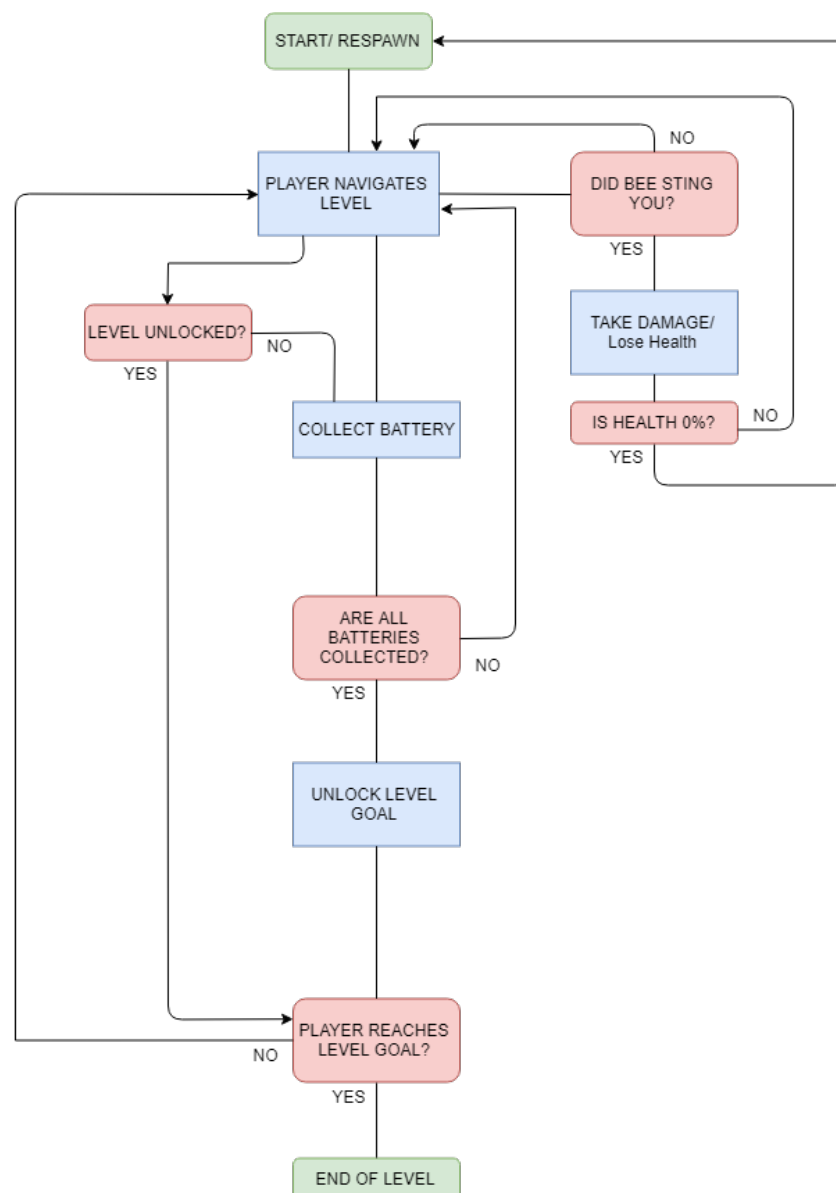 START/ RESPAWN
NO
PLAYER NAVIGATES
LEVEL
DID BEE STING
YOU?
YES
LEVEL UNLOCKED?
NO
YES
TAKE DAMAGE/
Lose Health
COLLECT BATTERY
IS HEALTH 0%?
NO
YES
ARE ALL
BATTERIES
COLLECTED?
NO
YES
UNLOCK LEVEL
GOAL
PLAYER REACHES
LEVEL GOAL?
NO
YES
END OF LEVEL